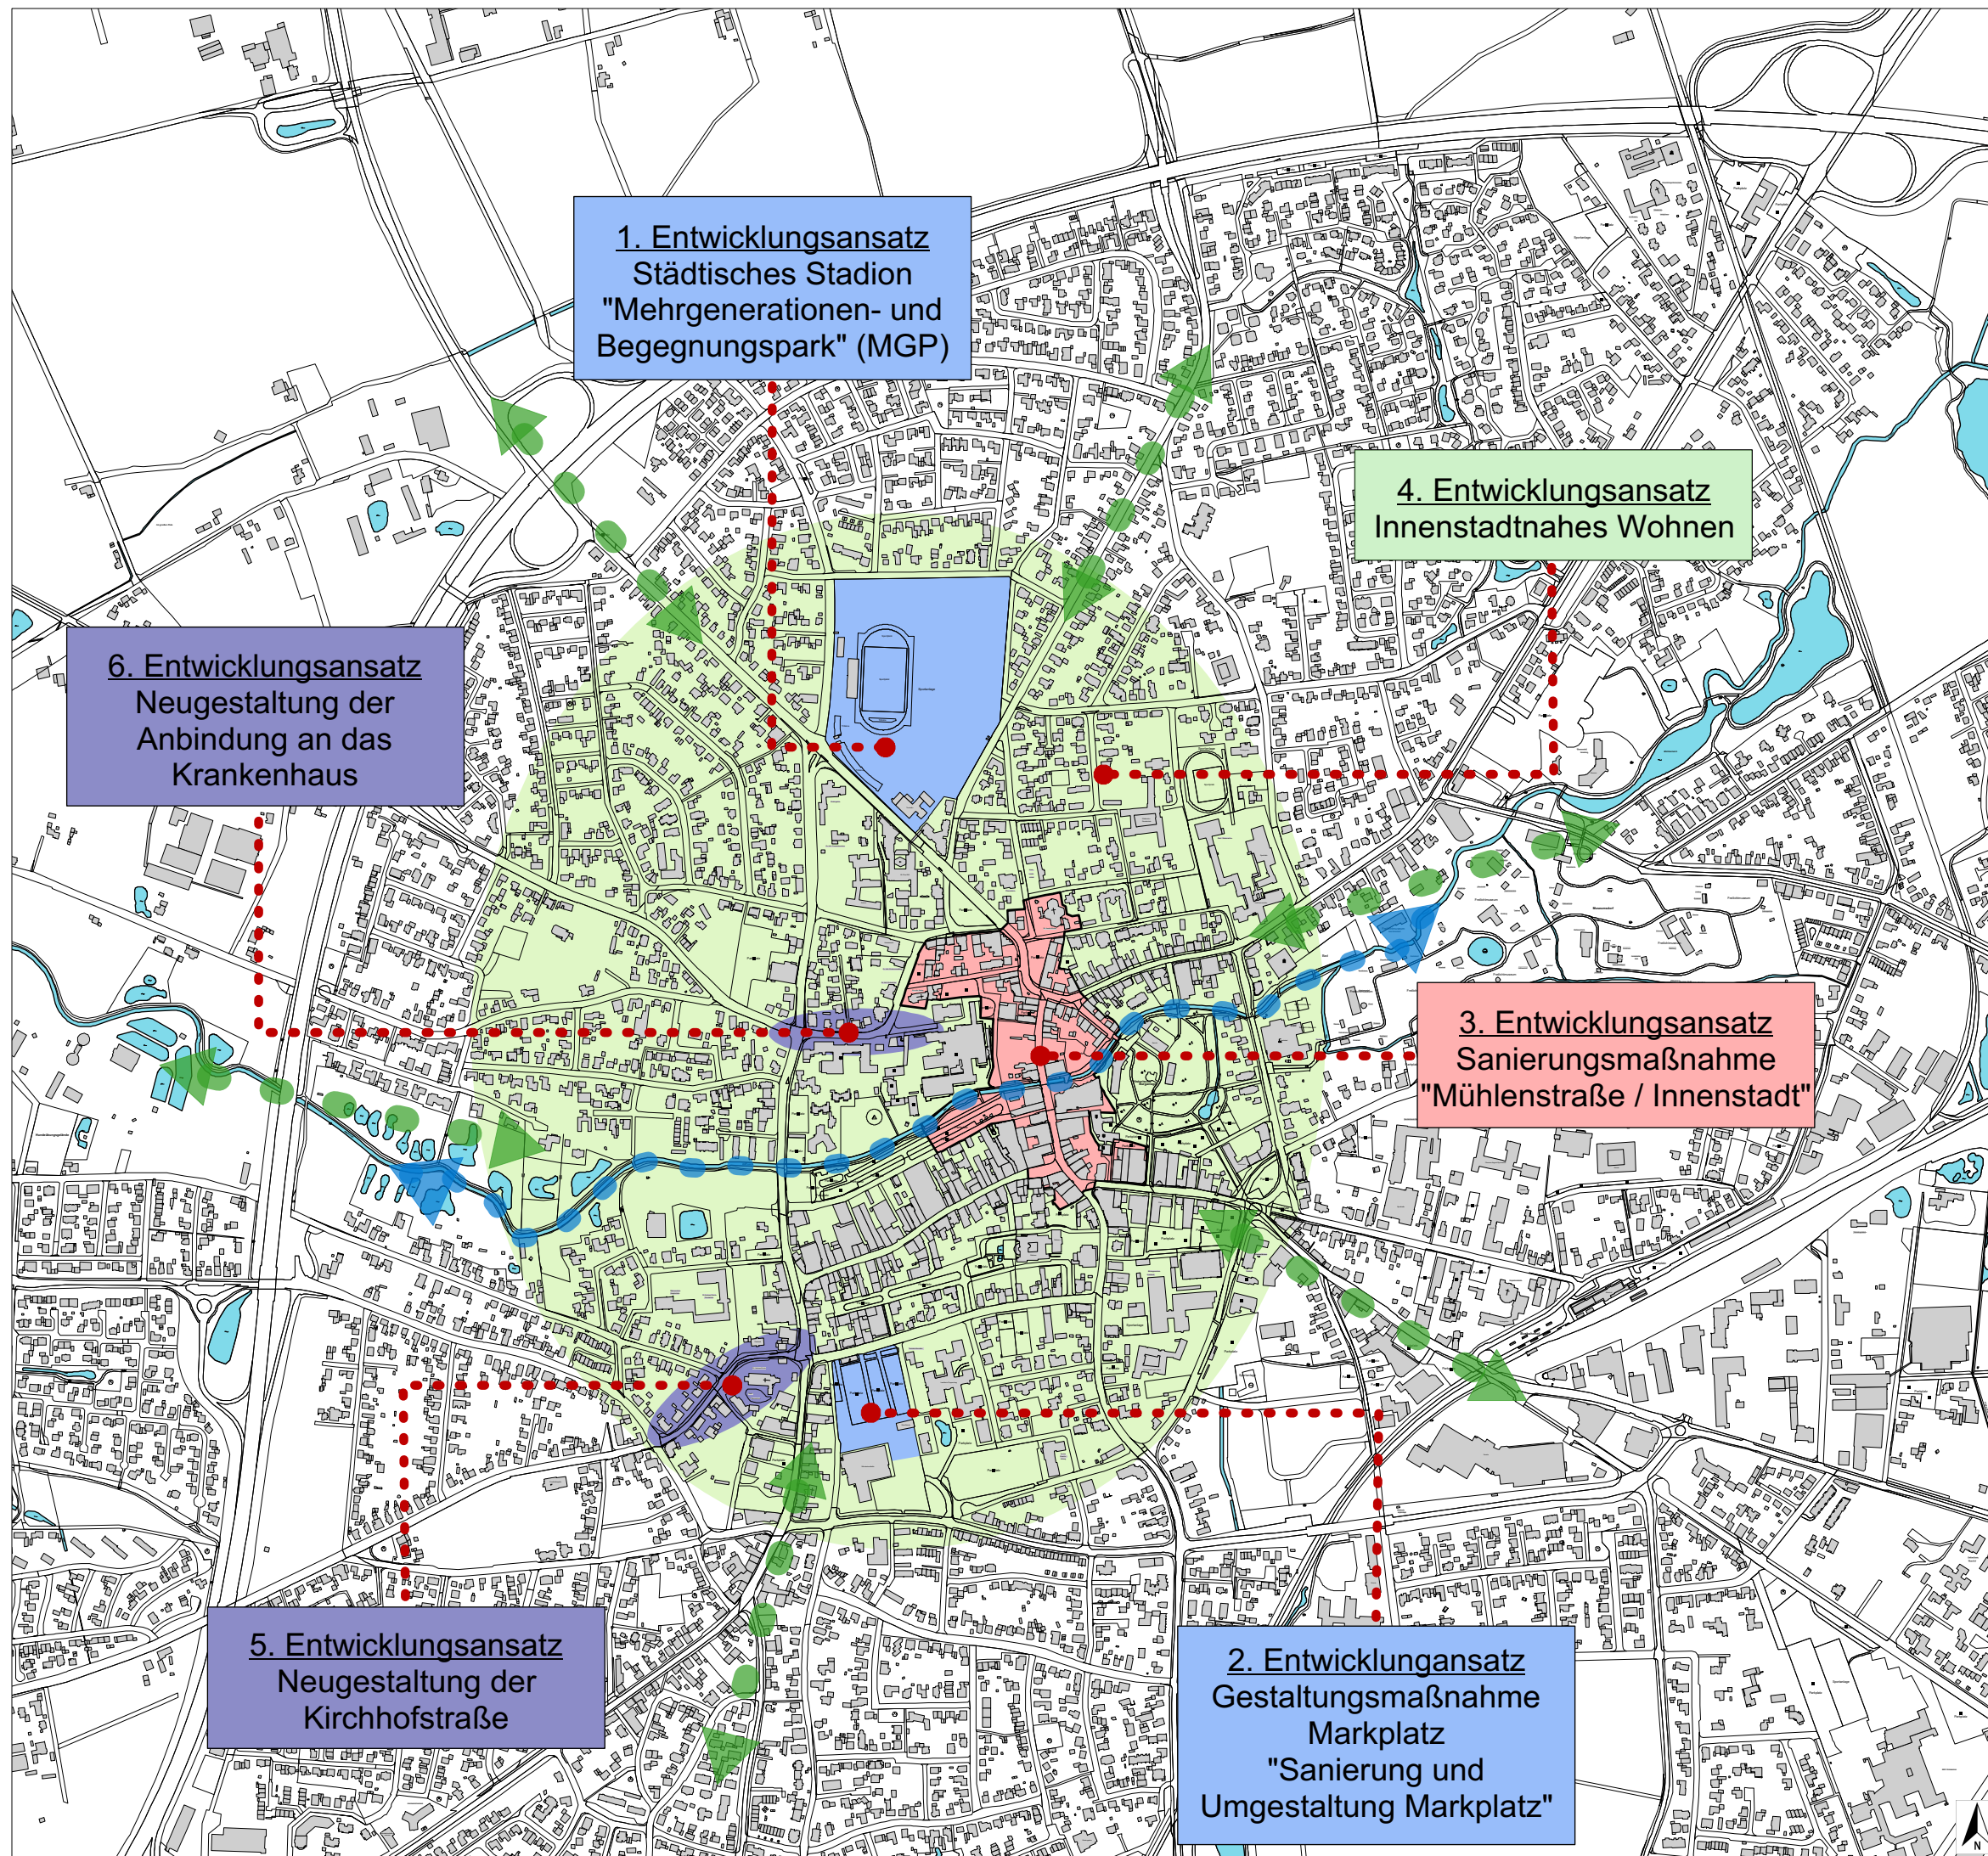 1. Entwicklungsansatz
Städtisches Stadion
"Mehrgenerationen- und
Begegnungspark" (MGP)
4. Entwicklungsansatz
Innenstadtnahes Wohnen
6. Entwicklungsansatz
Neugestaltung der
Anbindung an das
Krankenhaus
3. Entwicklungsansatz
Sanierungsmaßnahme
"Mühlenstraße / Innenstadt"
5. Entwicklungsansatz
Neugestaltung der
Kirchhofstraße
2. Entwicklungansatz
Gestaltungsmaßnahme
Markplatz
"Sanierung und
Umgestaltung Markplatz"
N